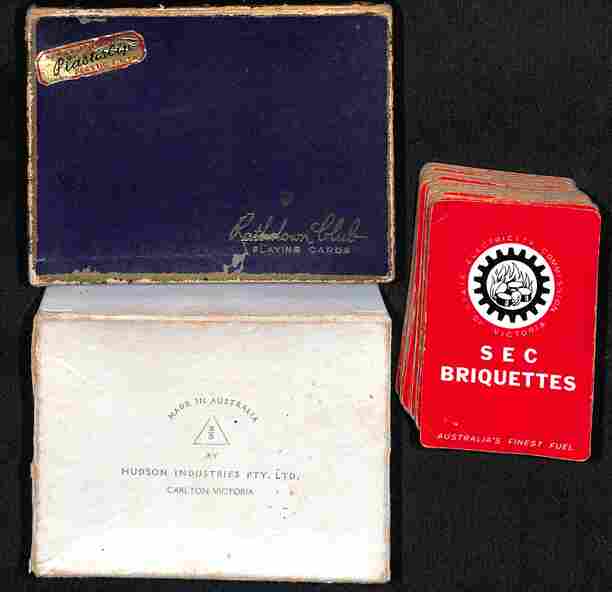 Plastoby
Rathdown Club
PLAYING CARDS
MADE IN AUSTRALIA
BY
HUDSON INDUSTRIES PTY. LTD.
CARLTON VICTORIA
STATE ELECTRICITY COMMISSION
OF VICTORIA
SEC
BRIQUETTES
AUSTRALIA'S FINEST FUEL